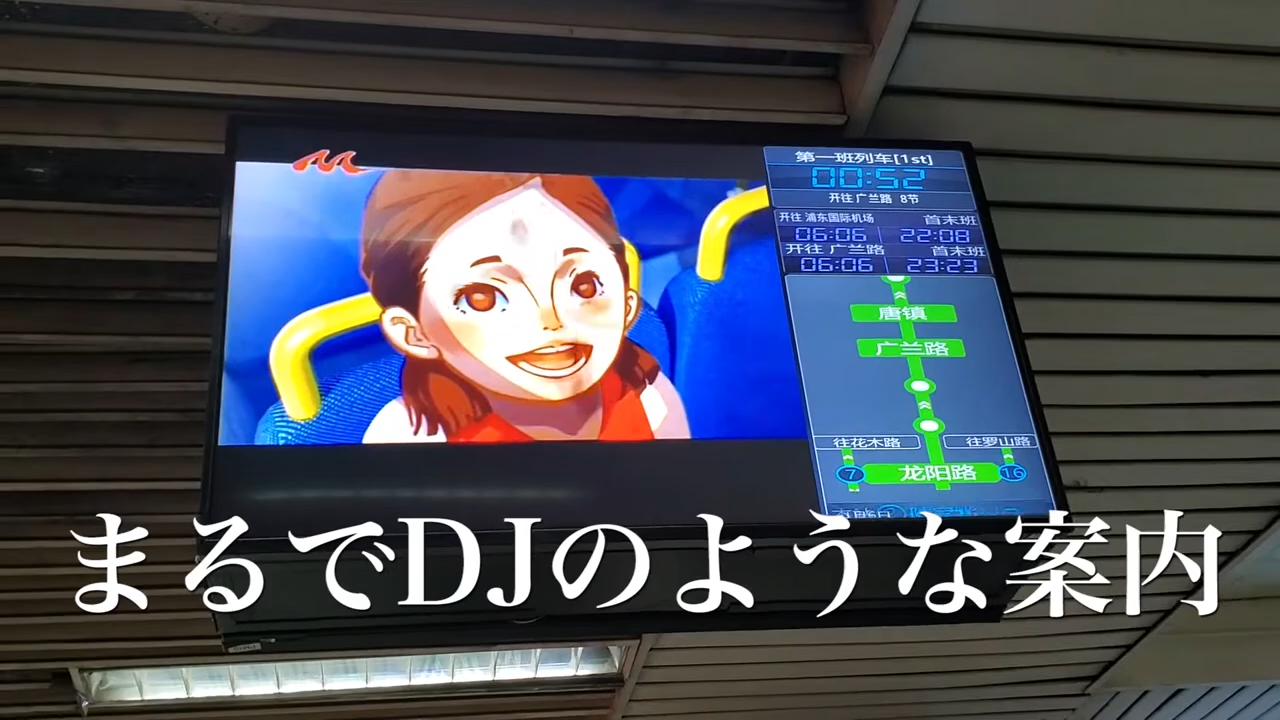 第一班列车[1st]
00:52
开往 广兰路 8节
开往 浦东国际机场 首末班
06:06 22:08
开往 广兰路 首末班
06:06 23:23
唐镇
广兰路
往花木路 往罗山路
7 龙阳路 16
まるでDJのような案内